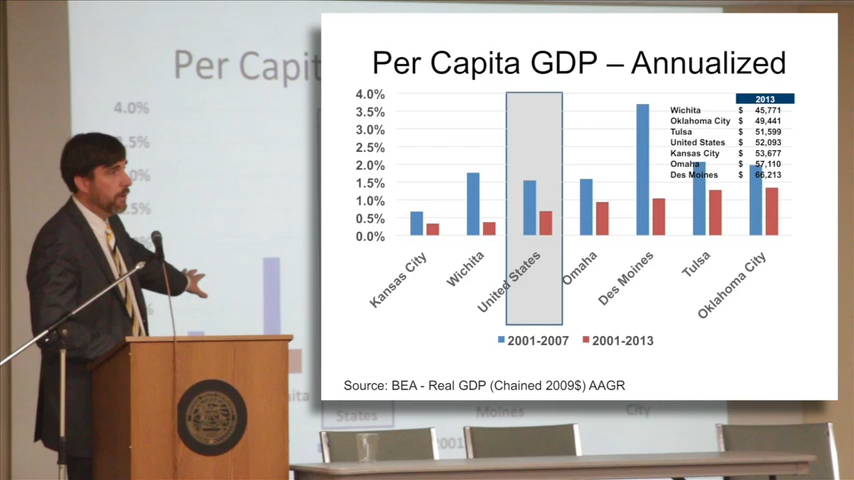 Per Capit
4.0%
.5%
0%
.5%
Per Capita GDP – Annualized
4.0%
3.5%
3.0%
2.5%
2.0%
1.5%
1.0%
0.5%
0.0%
2013
Wichita $ 45,771
Oklahoma City $ 49,441
Tulsa $ 51,599
United States $ 52,093
Kansas City $ 53,677
Omaha $ 57,110
Des Moines $ 66,213
Kansas City
Wichita
United States
Omaha
Des Moines
Tulsa
Oklahoma City
2001-2007 2001-2013
Source: BEA - Real GDP (Chained 2009$) AAGR
ita
States
Moines
City
2001